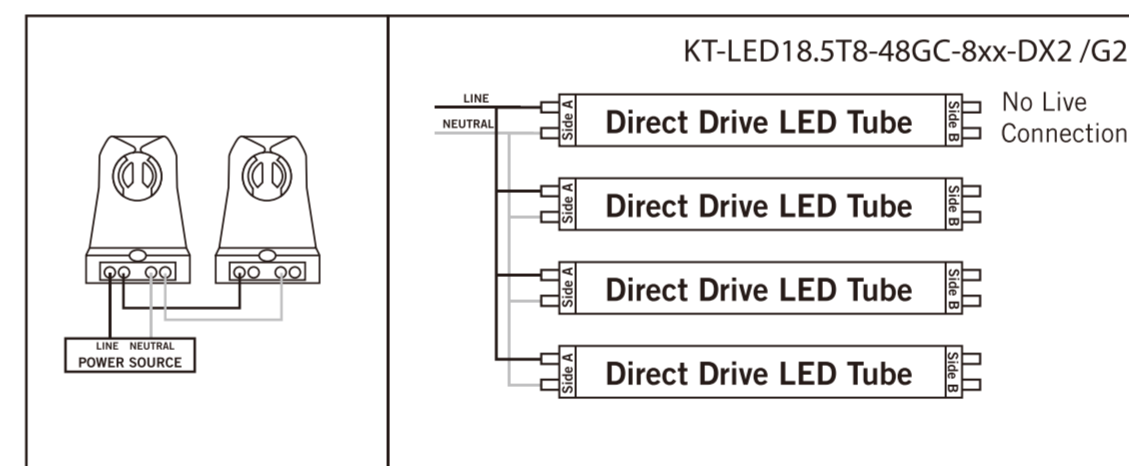 KT-LED18.5T8-48GC-8xx-DX2 /G2
LINE
NEUTRAL
Side A
Direct Drive LED Tube
Side B
No Live
Connection
Side A
Direct Drive LED Tube
Side B
Side A
Direct Drive LED Tube
Side B
Side A
Direct Drive LED Tube
Side B
LINE NEUTRAL
POWER SOURCE